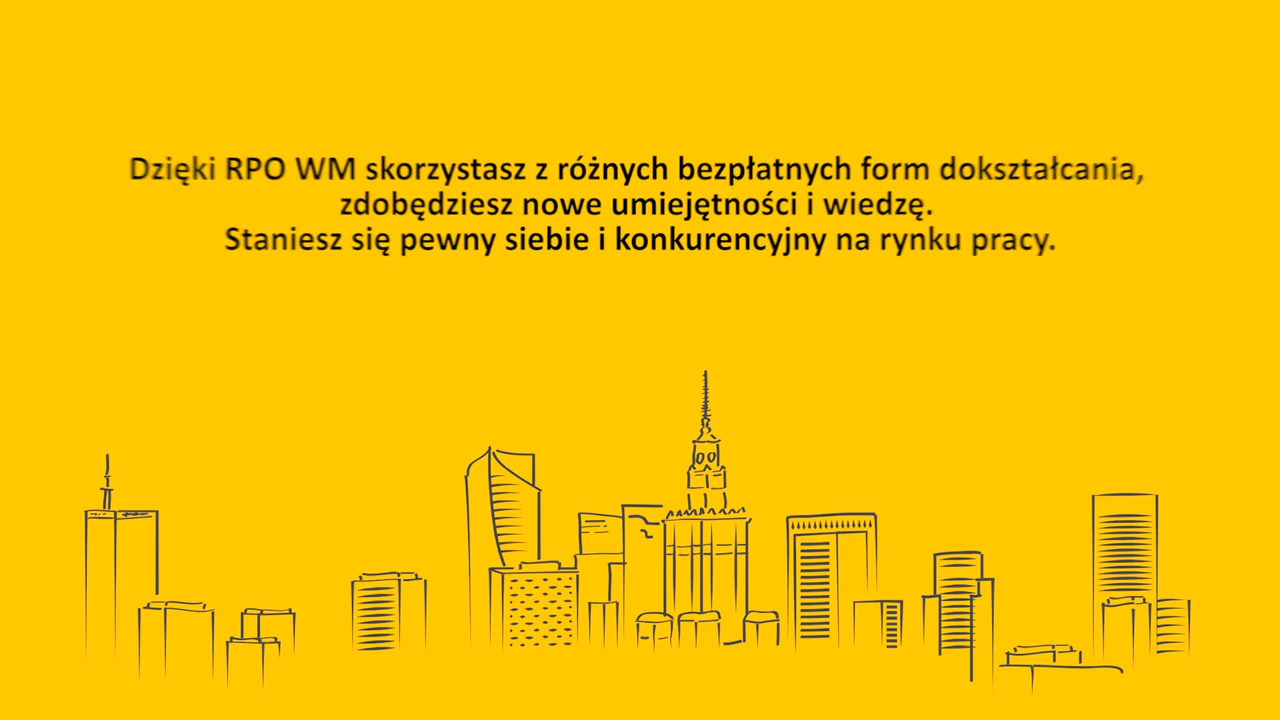 Dzięki RPO WM skorzystasz z różnych bezpłatnych form dokształcania,
zdobędziesz nowe umiejętności i wiedzę.
Staniesz się pewny siebie i konkurencyjny na rynku pracy.